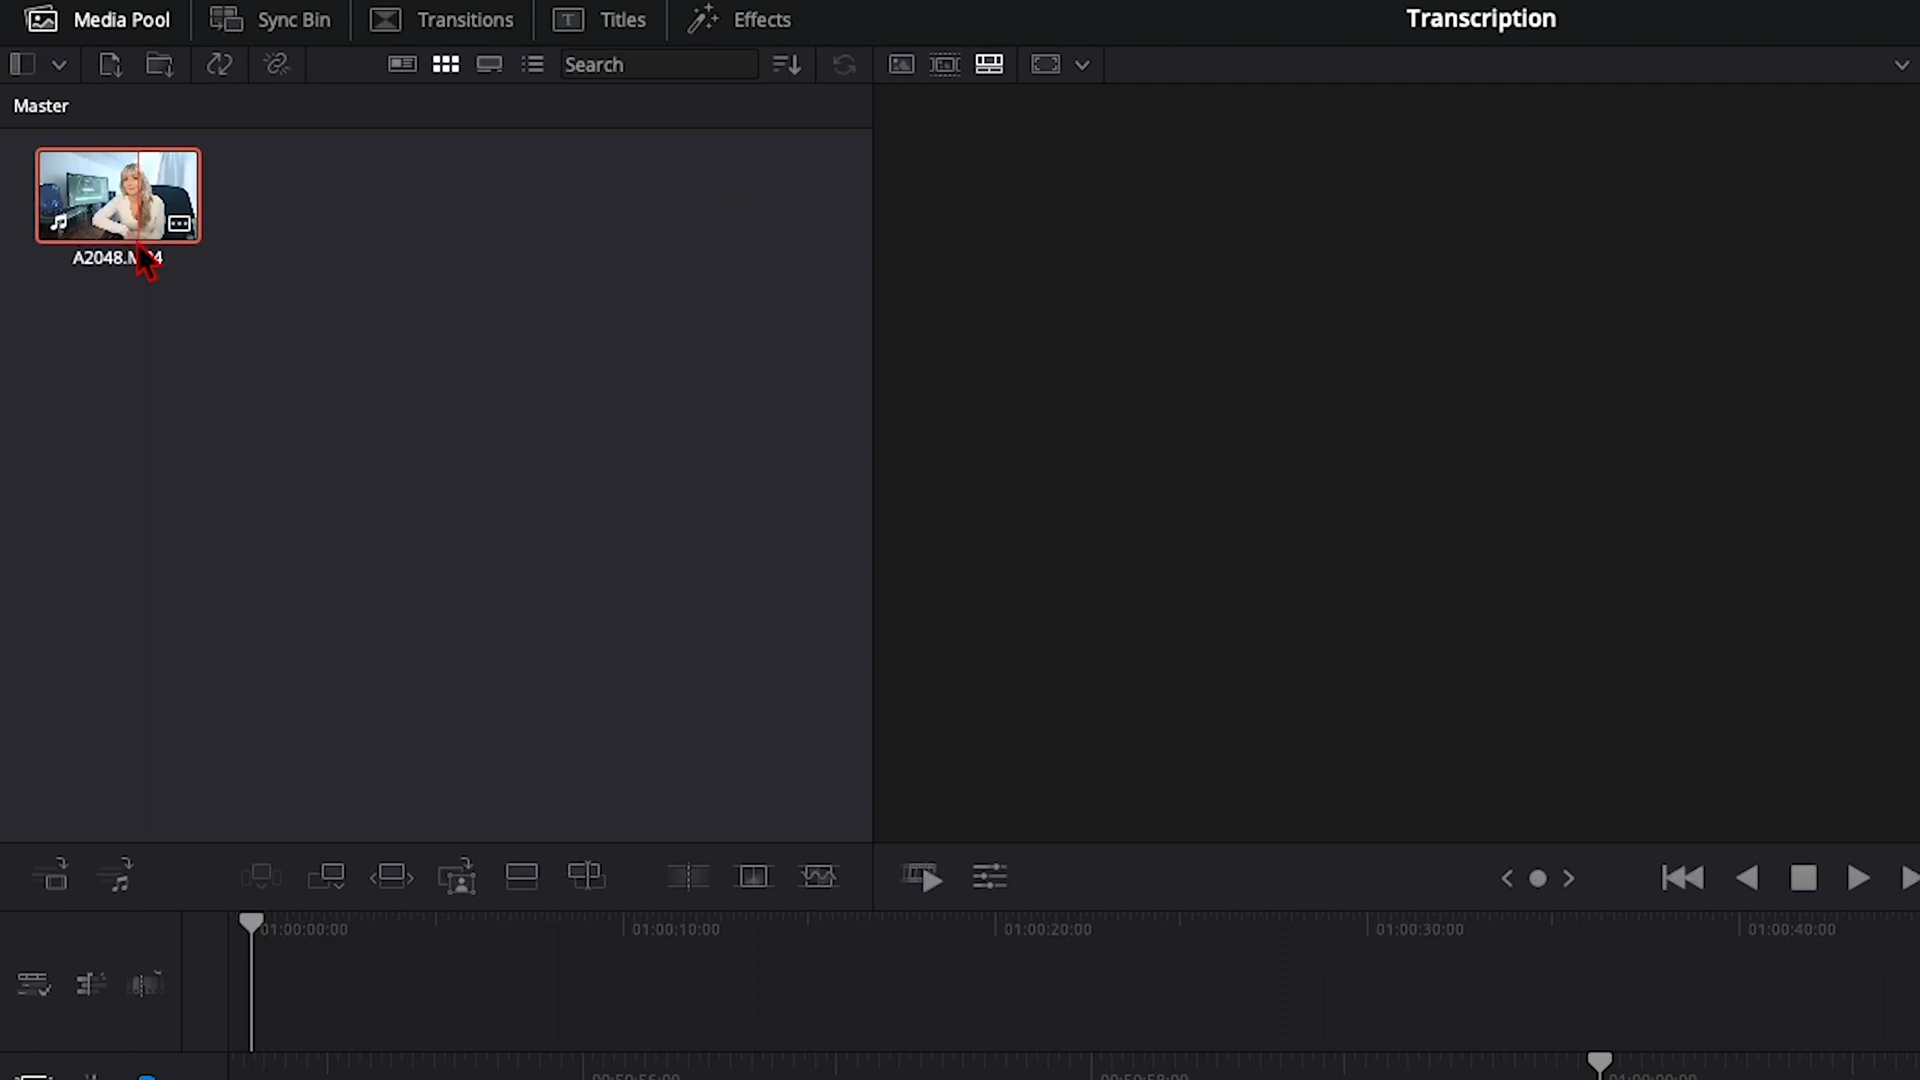 Media Pool
Sync Bin
Transitions
Titles
Effects
Transcription
Search
Master
01:00:00:00
01:00:10:00
01:00:20:00
01:00:30:00
01:00:40:00